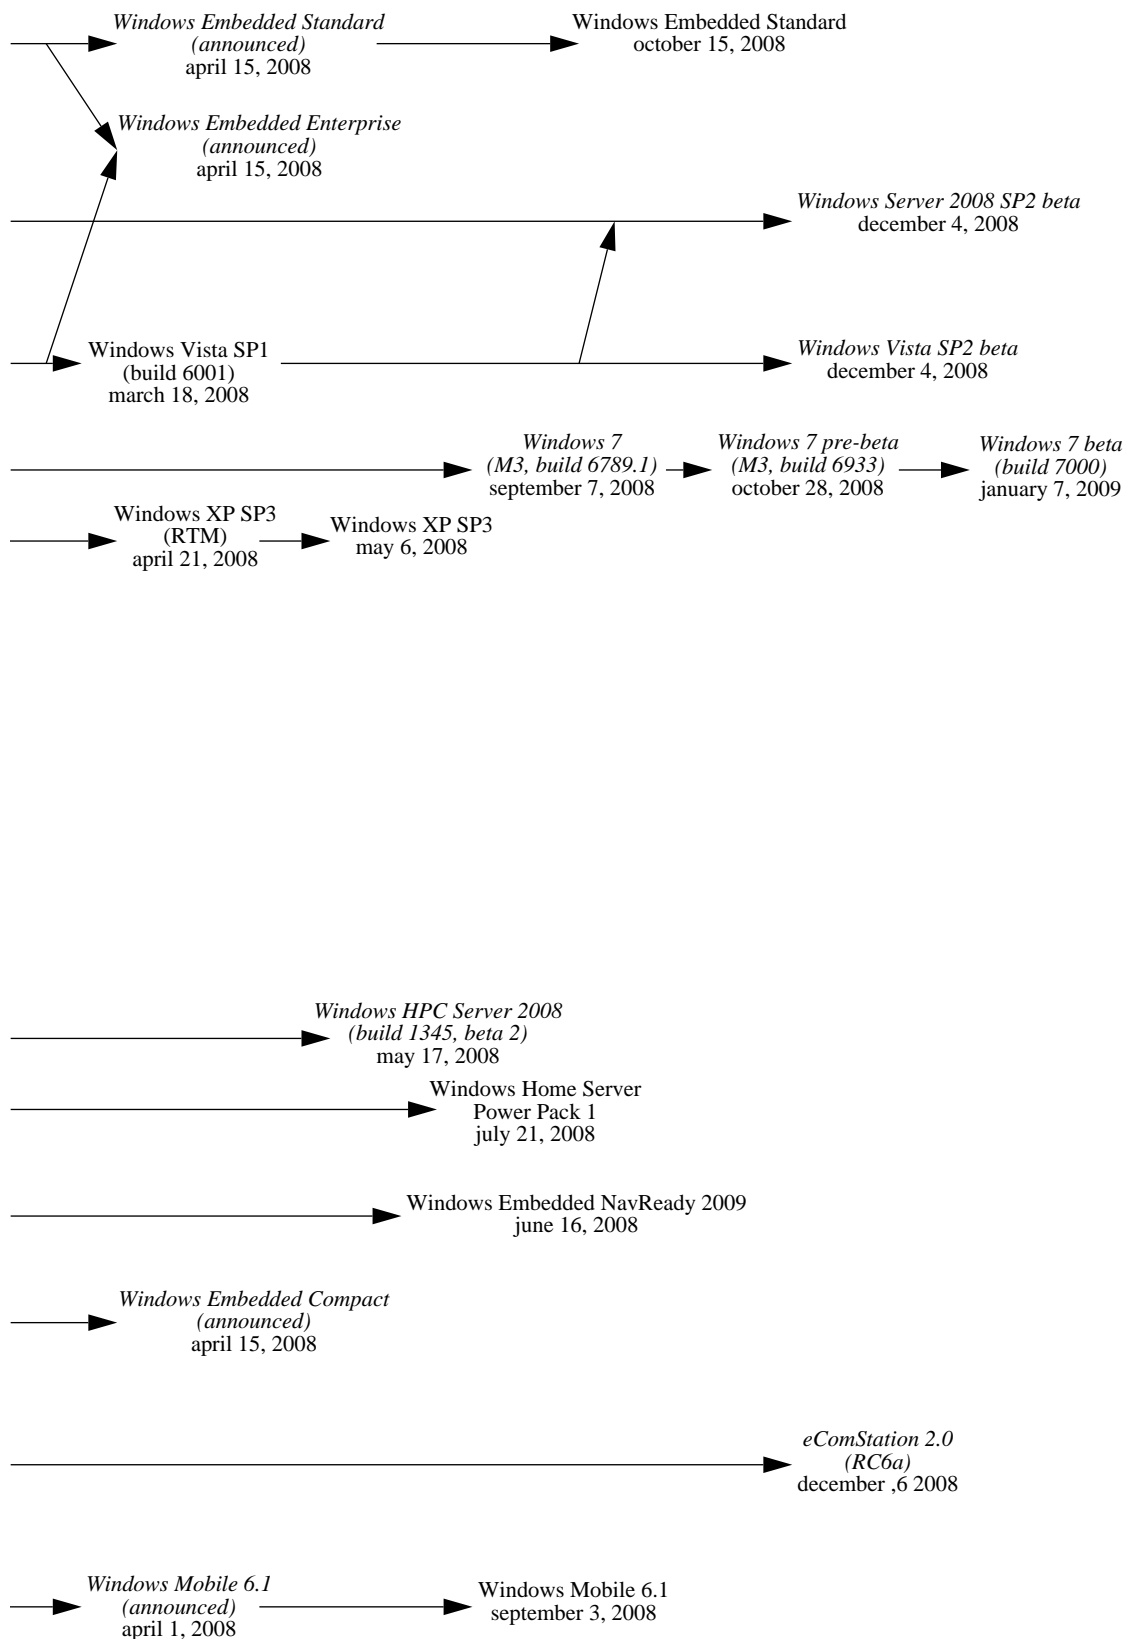 Windows Embedded Standard
(announced)
april 15, 2008
Windows Embedded Standard
october 15, 2008
Windows Embedded Enterprise
(announced)
april 15, 2008
Windows Server 2008 SP2 beta
december 4, 2008
Windows Vista SP1
(build 6001)
march 18, 2008
Windows Vista SP2 beta
december 4, 2008
Windows 7
(M3, build 6789.1)
september 7, 2008
Windows 7 pre-beta
(M3, build 6933)
october 28, 2008
Windows 7 beta
(build 7000)
january 7, 2009
Windows XP SP3
(RTM)
april 21, 2008
Windows XP SP3
may 6, 2008
Windows HPC Server 2008
(build 1345, beta 2)
may 17, 2008
Windows Home Server
Power Pack 1
july 21, 2008
Windows Embedded NavReady 2009
june 16, 2008
Windows Embedded Compact
(announced)
april 15, 2008
eComStation 2.0
(RC6a)
december ,6 2008
Windows Mobile 6.1
(announced)
april 1, 2008
Windows Mobile 6.1
september 3, 2008